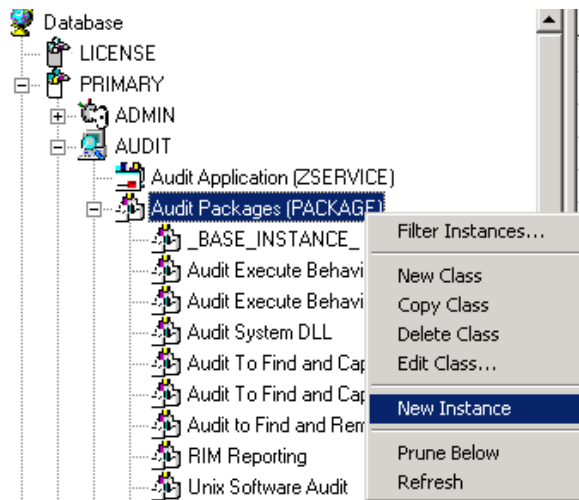 Database
LICENSE
PRIMARY
ADMIN
AUDIT
Audit Application (ZSERVICE)
Audit Packages (PACKAGE)
_BASE_INSTANCE_
Audit Execute Behavi
Audit Execute Behavi
Audit System DLL
Audit To Find and Cap
Audit To Find and Cap
Audit to Find and Rem
RIM Reporting
Unix Software Audit
Filter Instances...
New Class
Copy Class
Delete Class
Edit Class...
New Instance
Prune Below
Refresh